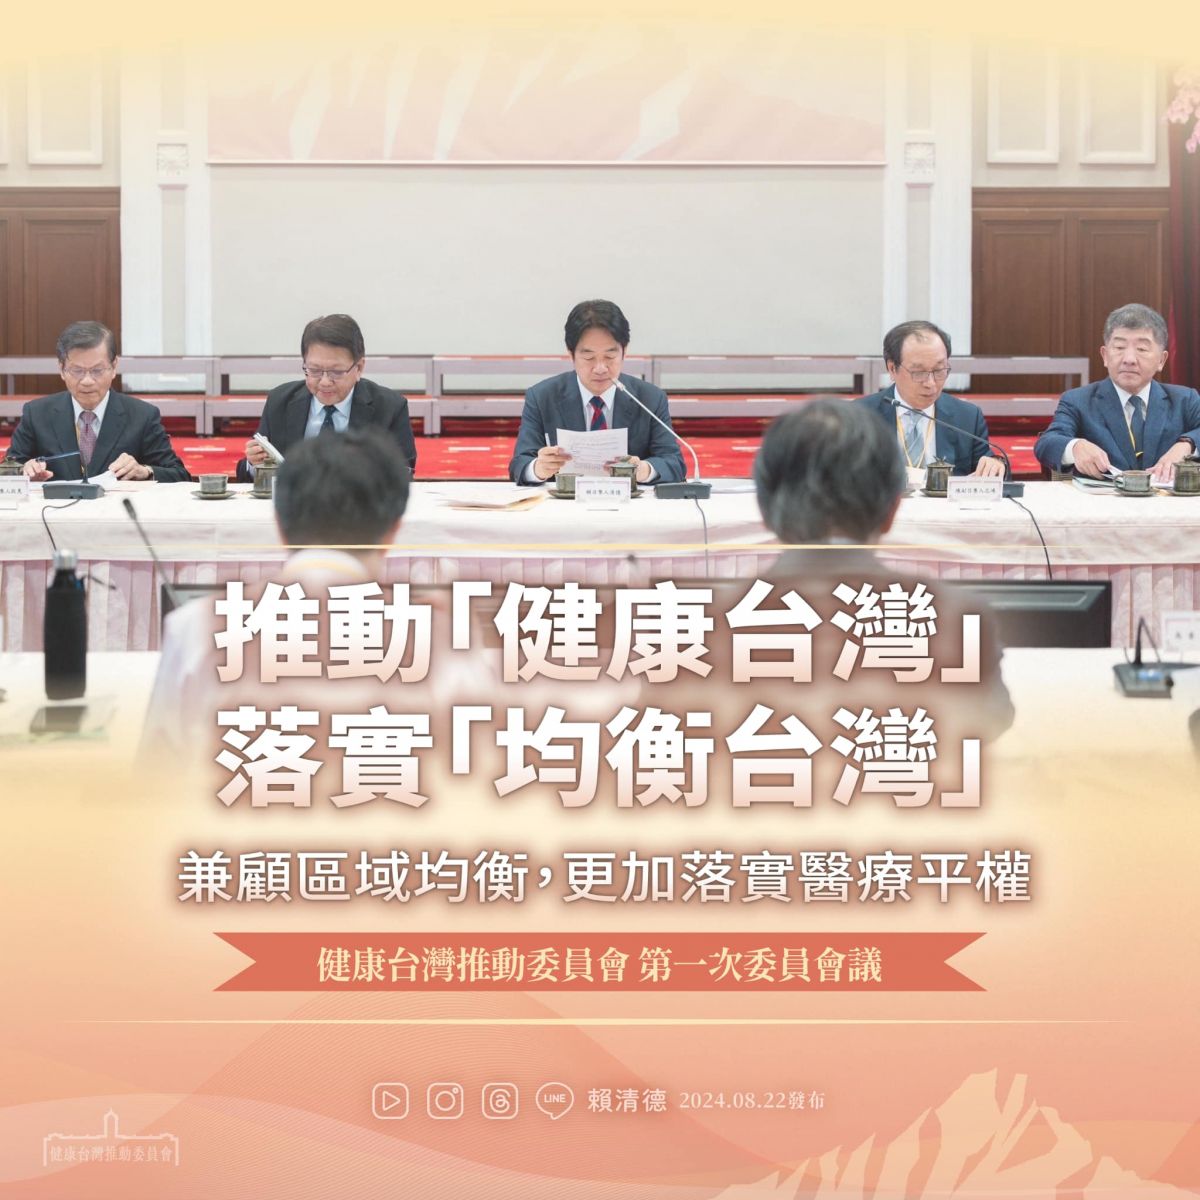 推動「健康台灣」
落實「均衡台灣」
兼顧區域均衡，更加落實醫療平權
健康台灣推動委員會 第一次委員會議
LINE 賴清德 2024.08.22發布
健康台灣推動委員會